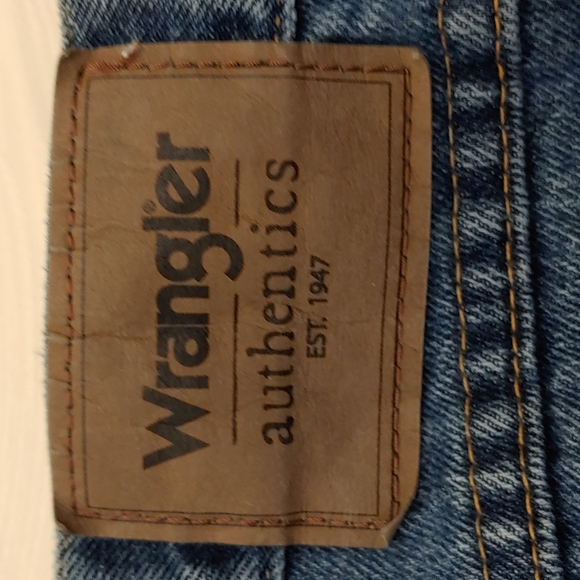 Wrangler®
authentics
EST. 1947